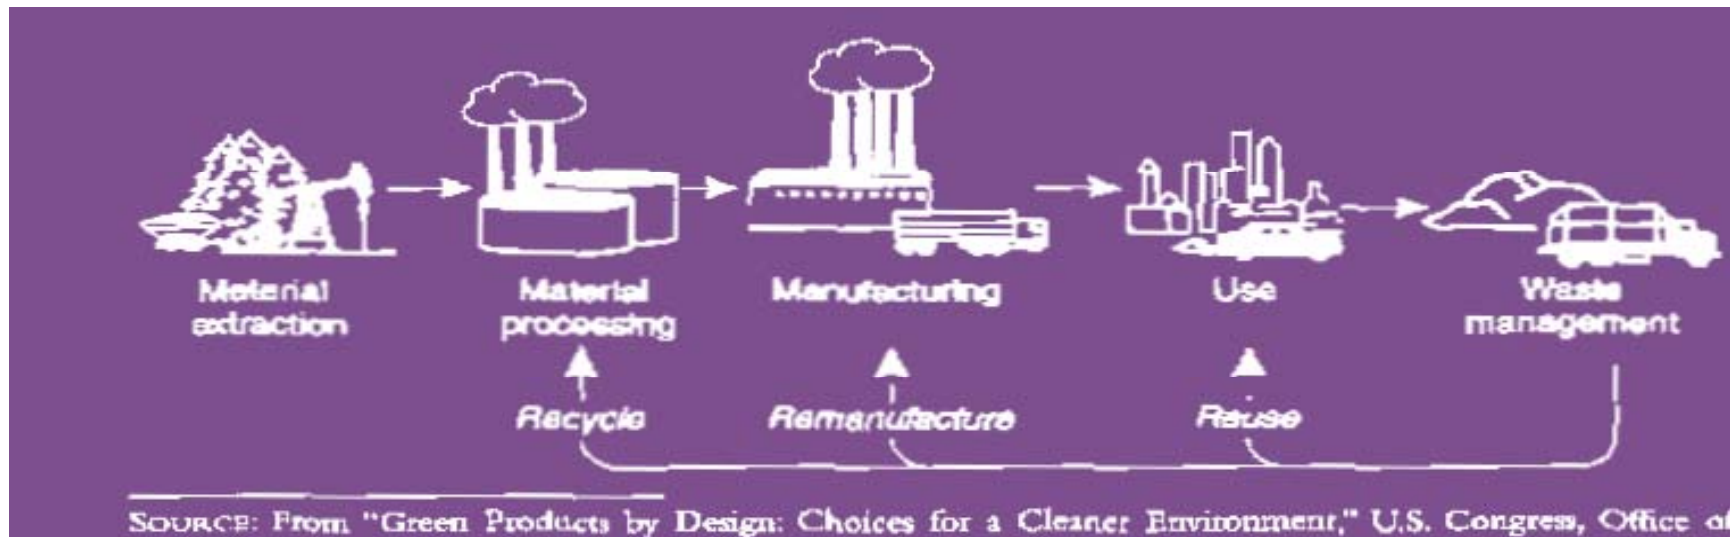 Material extraction
Material processing
Manufacturing
Use
Waste management
Recycle
Remanufacture
Reuse
SOURCE: From "Green Products by Design: Choices for a Cleaner Environment," U.S. Congress, Office of